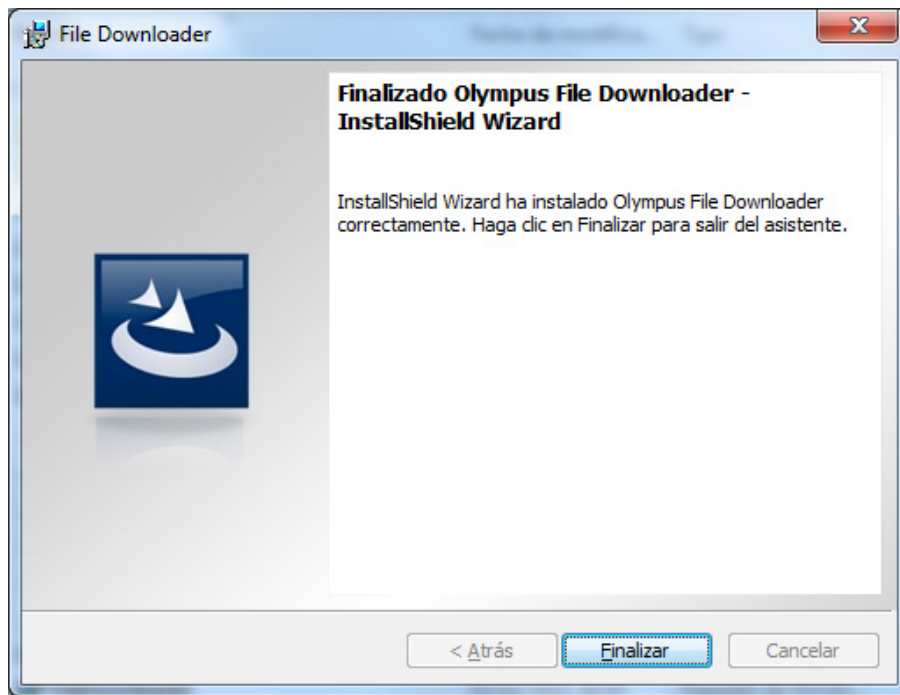 File Downloader
Finalizado Olympus File Downloader -
InstallShield Wizard
InstallShield Wizard ha instalado Olympus File Downloader
correctamente. Haga clic en Finalizar para salir del asistente.
< Atrás
Finalizar
Cancelar